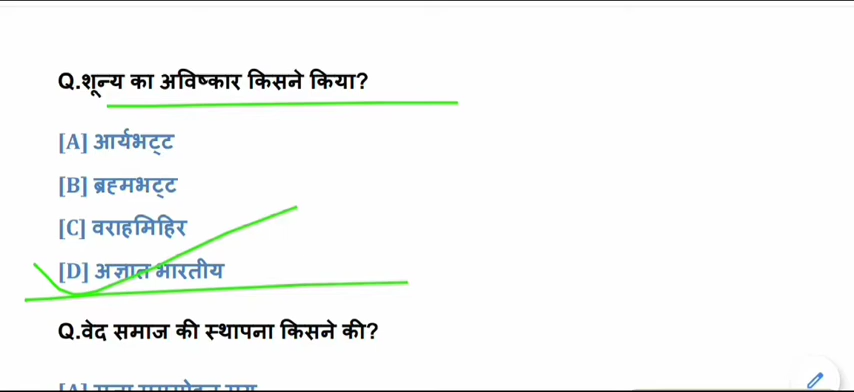 Q.शून्य का अविष्कार किसने किया?
[A] आर्यभट्ट
[B] ब्रह्मभट्ट
[C] वराहमिहिर
[D] अज्ञात भारतीय
Q.वेद समाज की स्थापना किसने की?
[A]